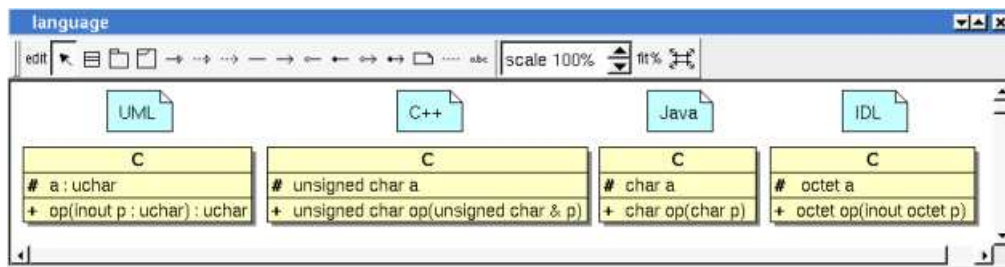 language
edit abc scale 100% fit%
UML C++ Java IDL
C C C C
# a : uchar # unsigned char a # char a # octet a
+ op(inout p : uchar) : uchar + unsigned char op(unsigned char & p) + char op(char p) + octet op(inout octet p)